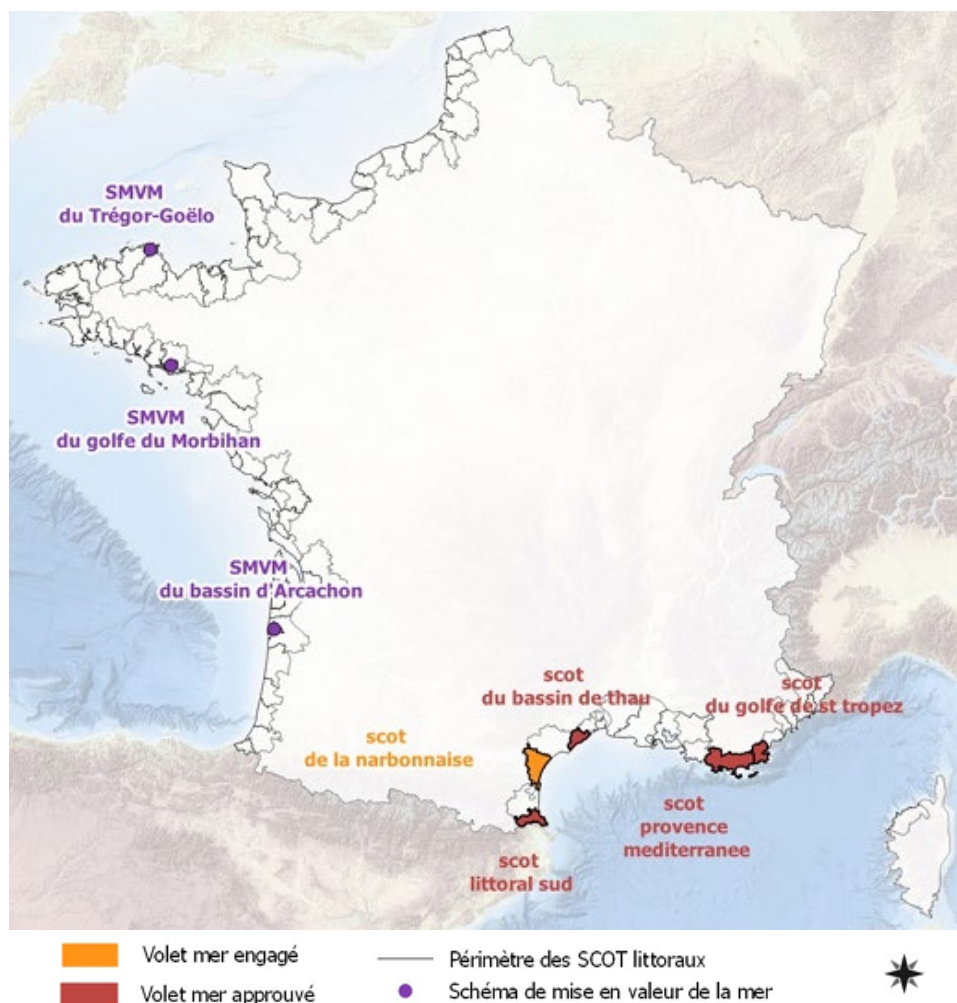 SMVM
du Trégor-Goëlo
SMVM
du golfe du Morbihan
SMVM
du bassin d'Arcachon
scot
du bassin de thau
scot
du golfe de st tropez
scot
de la narbonnaise
scot
provence
mediterranee
scot
littoral sud
Volet mer engagé
Périmètre des SCOT littoraux
Volet mer approuvé
Schéma de mise en valeur de la mer